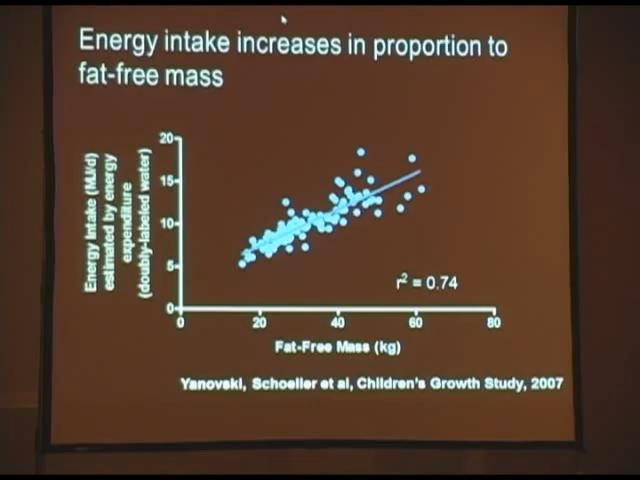 Energy intake increases in proportion to
fat-free mass
Energy Intake (MJ/d)
estimated by energy
expenditure
(doubly-labeled water)
20
15
10
5
0
0 20 40 60 80
r² = 0.74
Fat-Free Mass (kg)
Yanovski, Schoeller et al, Children's Growth Study, 2007